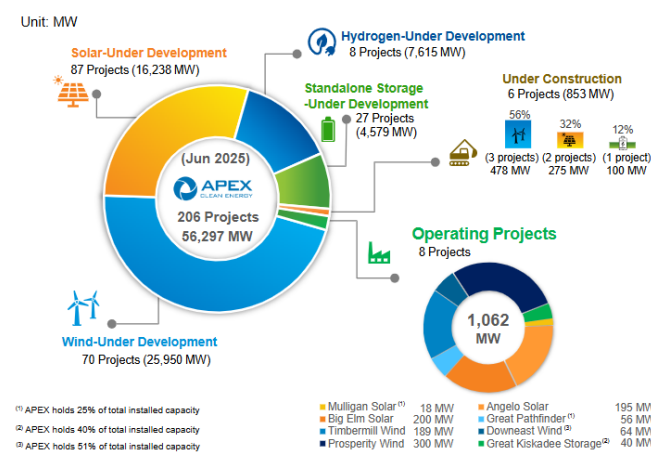 Unit: MW
Solar-Under Development
87 Projects (16,238 MW)
Hydrogen-Under Development
8 Projects (7,615 MW)
Standalone Storage
-Under Development
27 Projects
(4,579 MW)
Under Construction
6 Projects (853 MW)
56%
32%
12%
(3 projects) (2 projects) (1 project)
478 MW 275 MW 100 MW
(Jun 2025)
APEX
CLEAN ENERGY
206 Projects
56,297 MW
Operating Projects
8 Projects
1,062
MW
Wind-Under Development
70 Projects (25,950 MW)
(1) APEX holds 25% of total installed capacity
(2) APEX holds 40% of total installed capacity
(3) APEX holds 51% of total installed capacity
Mulligan Solar (1) 18 MW
Big Elm Solar 200 MW
Timbermill Wind 189 MW
Prosperity Wind 300 MW
Angelo Solar 195 MW
Great Pathfinder (1) 56 MW
Downeast Wind (3) 64 MW
Great Kiskadee Storage(2) 40 MW